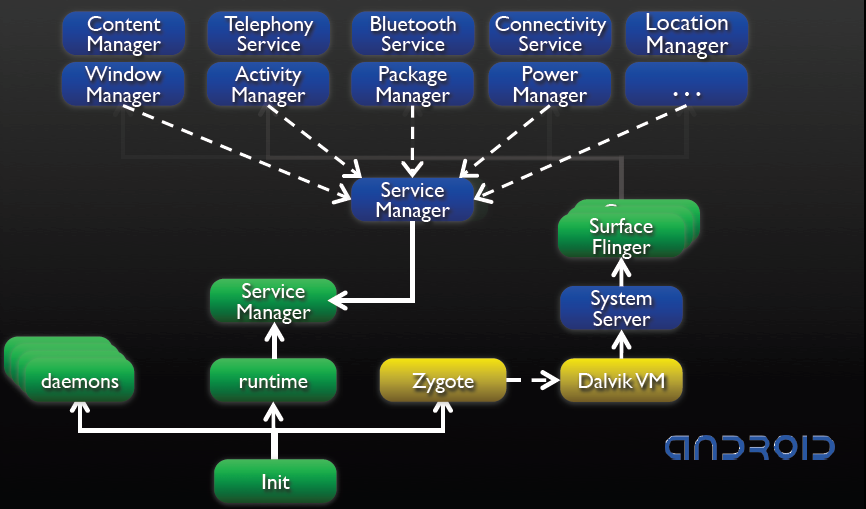 Content
Manager
Telephony
Service
Bluetooth
Service
Connectivity
Service
Location
Manager
Window
Manager
Activity
Manager
Package
Manager
Power
Manager
...
Service
Manager
Surface
Flinger
Service
Manager
System
Server
daemons
runtime
Zygote
Dalvik VM
Init
ANDROID